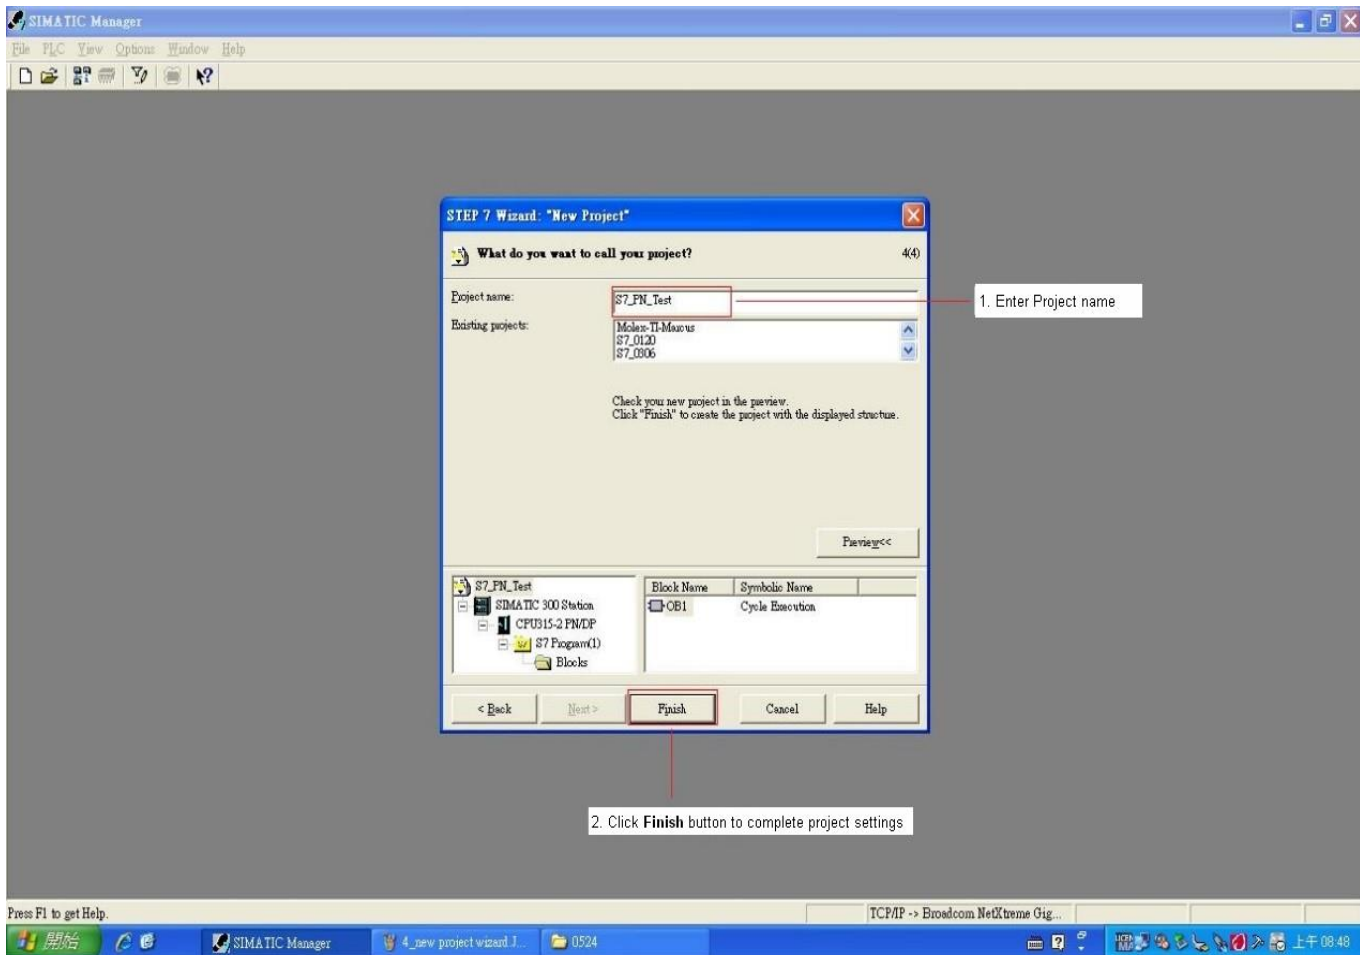 SIMATIC Manager
File PLC View Options Window Help
STEP 7 Wizard: "New Project"
What do you want to call your project? 4(4)
Project name: S7_PN_Test
1. Enter Project name
Existing projects: Molex-TI-Marcus
S7_0120
S7_0306
Check your new project in the preview.
Click "Finish" to create the project with the displayed structure.
Preview<<
S7_PN_Test
SIMATIC 300 Station
CPU315-2 PN/DP
S7 Program(1)
Blocks
Block Name Symbolic Name
OB1 Cycle Execution
< Back Next > Finish Cancel Help
2. Click Finish button to complete project settings
Press F1 to get Help. TCP/IP -> Broadcom NetXtreme Gig...
開始 SIMATIC Manager 4_new project wizard J... 0524 上午 08:48